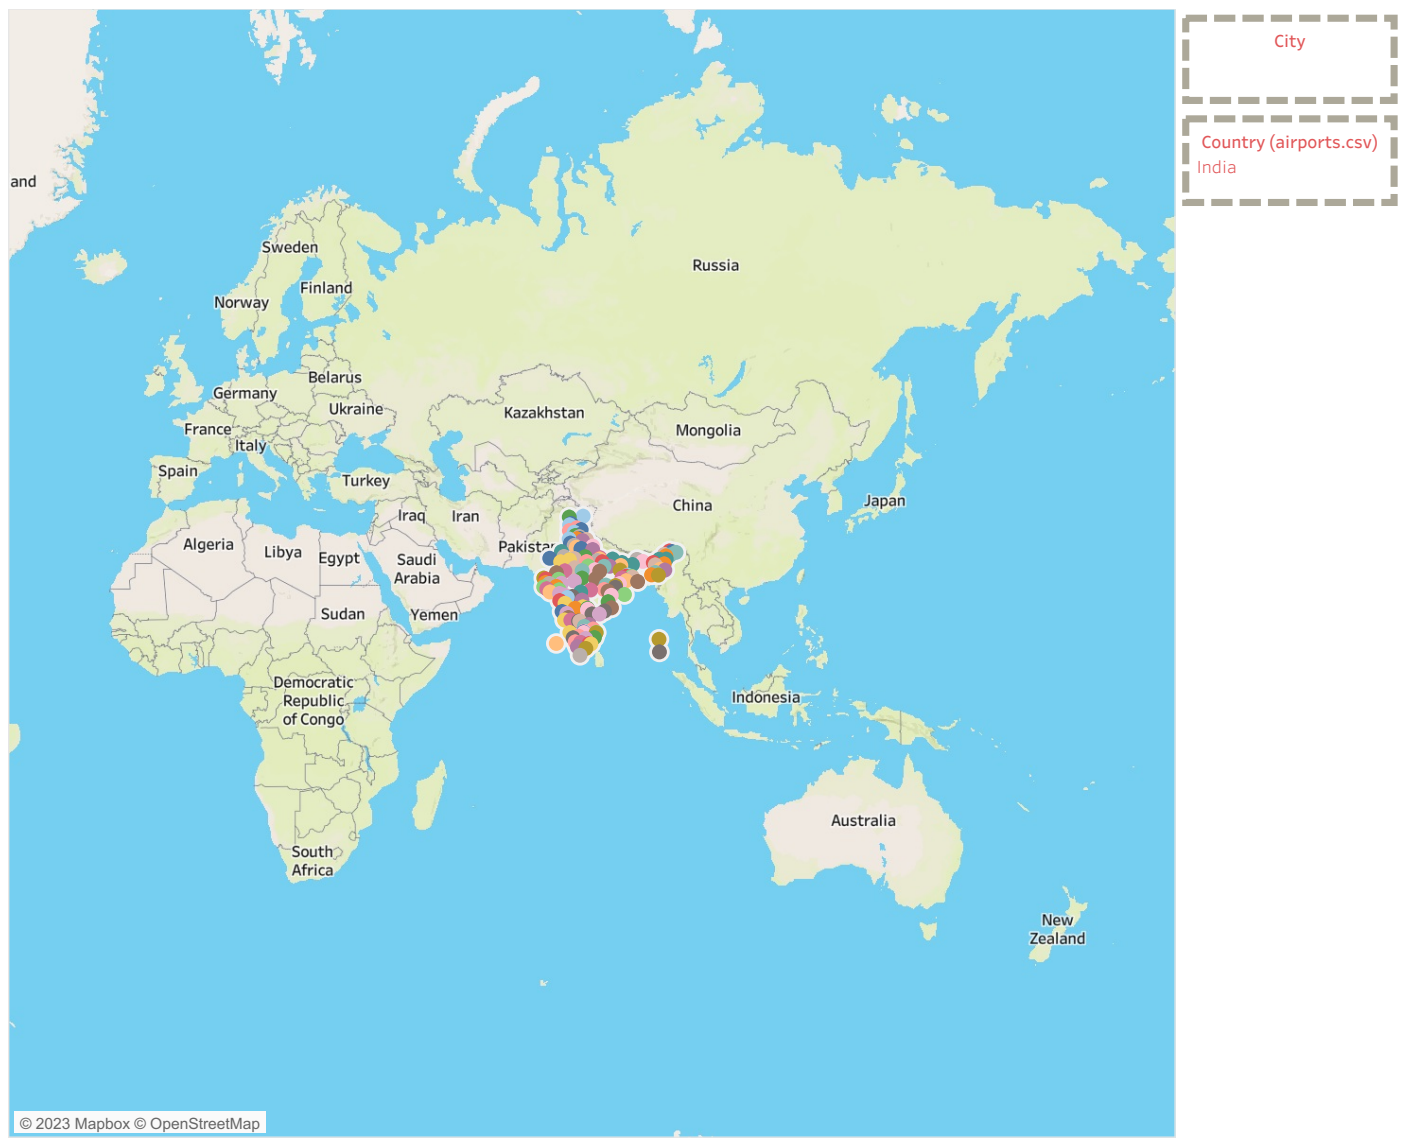 City
Country (airports.csv)
India
and
Sweden
Russia
Finland
Norway
Belarus
Germany
Ukraine
Kazakhstan
France
Mongolia
Italy
Spain
Turkey
Japan
China
Iraq
Iran
Algeria
Pakistan
Libya
Egypt
Saudi
Arabia
Sudan
Yemen
Democratic
Republic
of Congo
Indonesia
Australia
South
Africa
New
Zealand
© 2023 Mapbox © OpenStreetMap